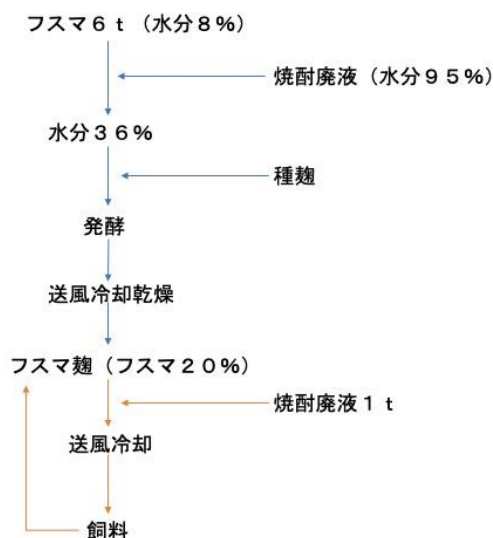 フスマ６ｔ（水分８％）
焼酎廃液（水分９５％）
水分３６％
種麹
発酵
送風冷却乾燥
フスマ麹（フスマ２０％）
焼酎廃液１ｔ
送風冷却
飼料